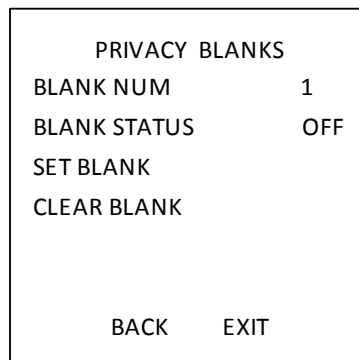 PRIVACY BLANKS
BLANK NUM 1
BLANK STATUS OFF
SET BLANK
CLEAR BLANK
BACK EXIT